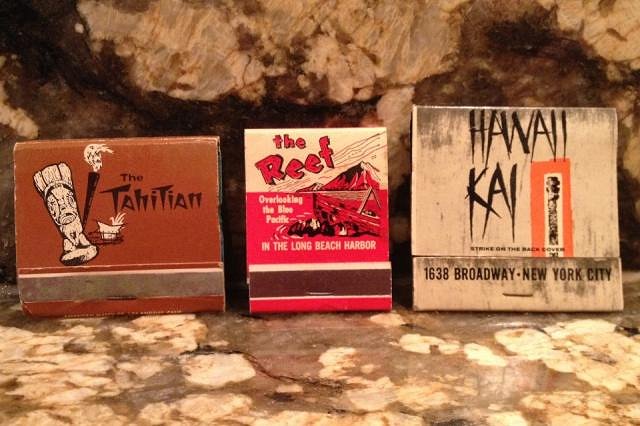 The
Tahitian
the
Reef
Overlooking
the Blue
Pacific
IN THE LONG BEACH HARBOR
HAWAII
KAI
STRIKE ON THE BACK COVER
1638 BROADWAY • NEW YORK CITY